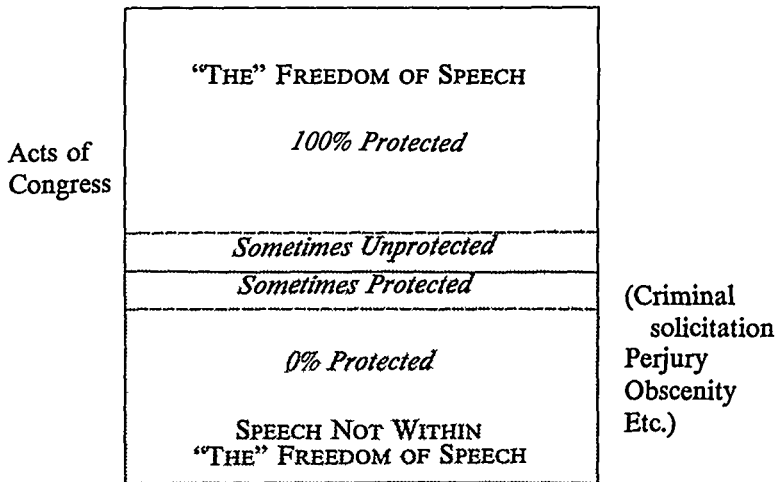 “THE” FREEDOM OF SPEECH
100% Protected
Acts of
Congress
Sometimes Unprotected
Sometimes Protected
(Criminal
solicitation
Perjury
Obscenity
Etc.)
0% Protected
SPEECH NOT WITHIN
“THE” FREEDOM OF SPEECH